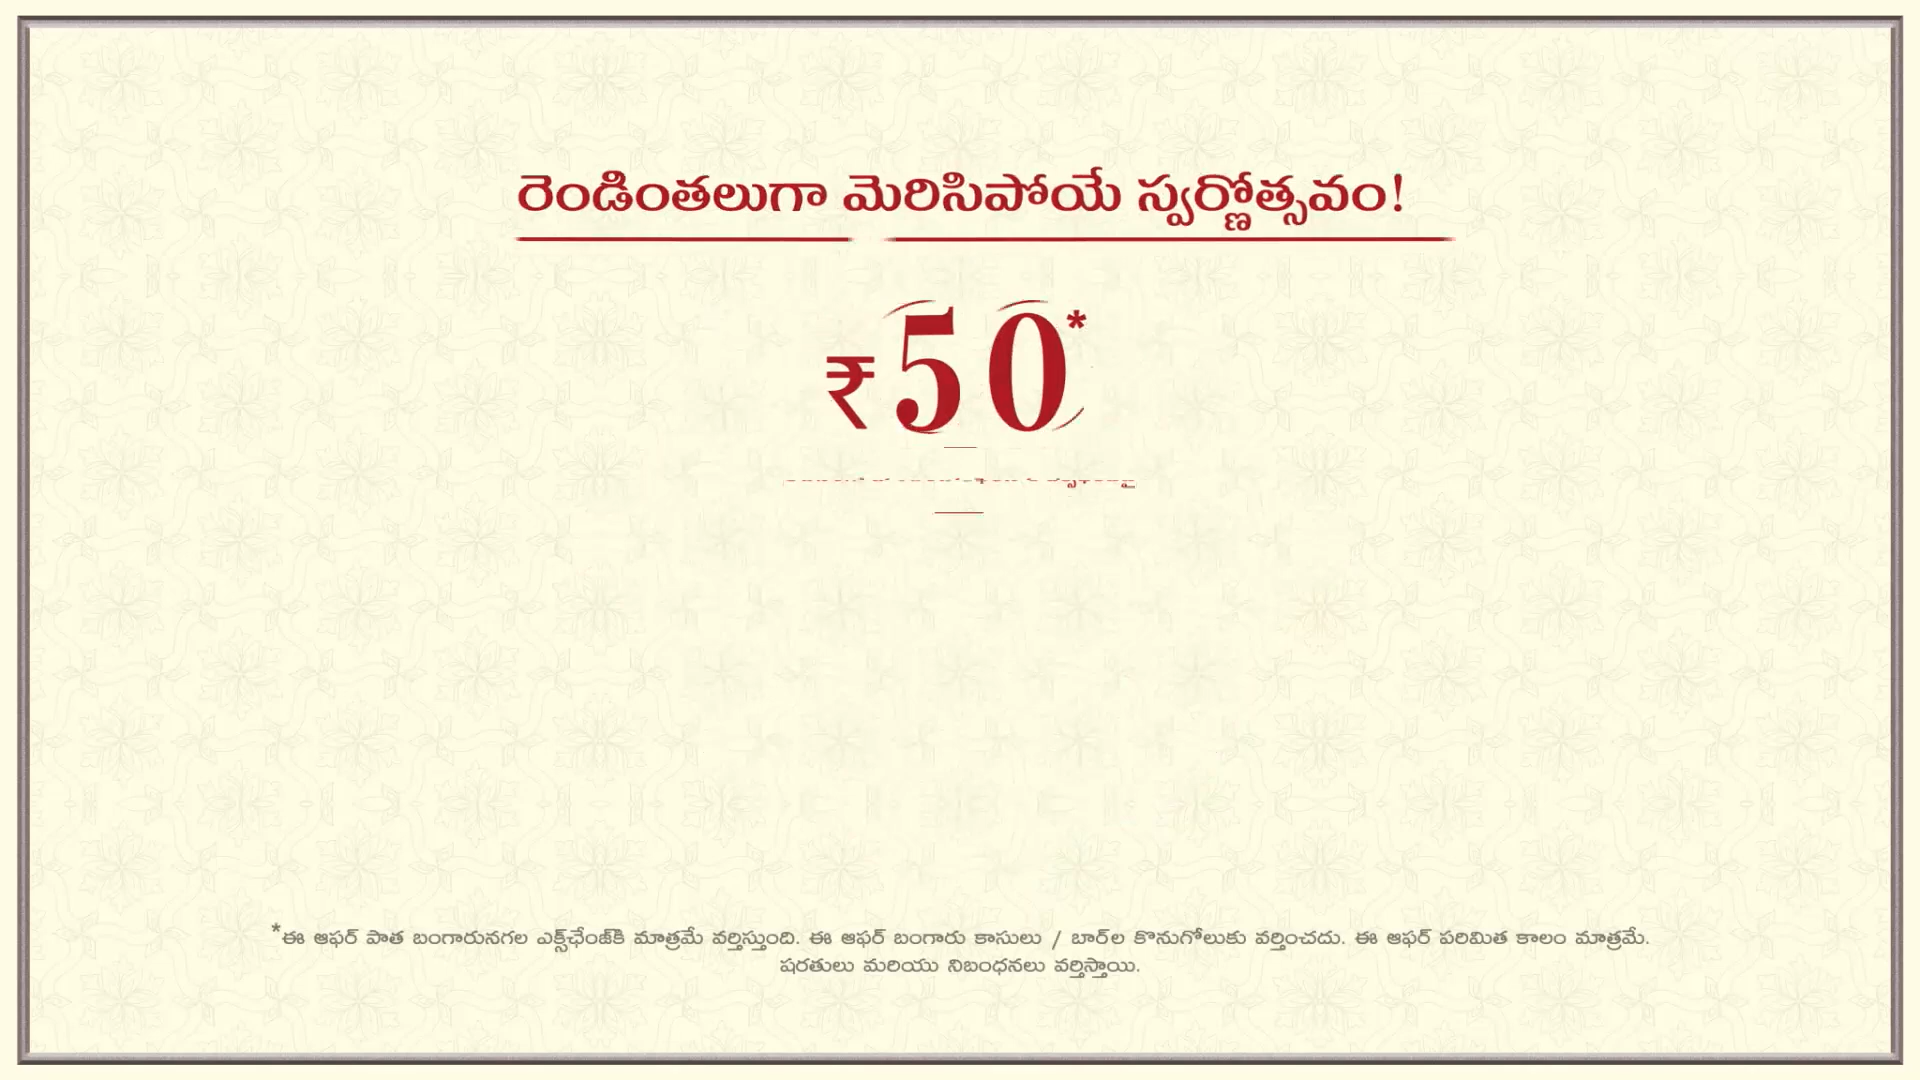 రెండింతలుగా మెరిసిపోయే స్వర్ణోత్సవం!
₹50*
*ఈ ఆఫర్ పాత బంగారునగల ఎక్స్‌ఛేంజ్‌కి మాత్రమే వర్తిస్తుంది. ఈ ఆఫర్ బంగారు కాసులు / బార్‌ల కొనుగోలుకు వర్తించదు. ఈ ఆఫర్ పరిమిత కాలం మాత్రమే.
షరతులు మరియు నిబంధనలు వర్తిస్తాయి.